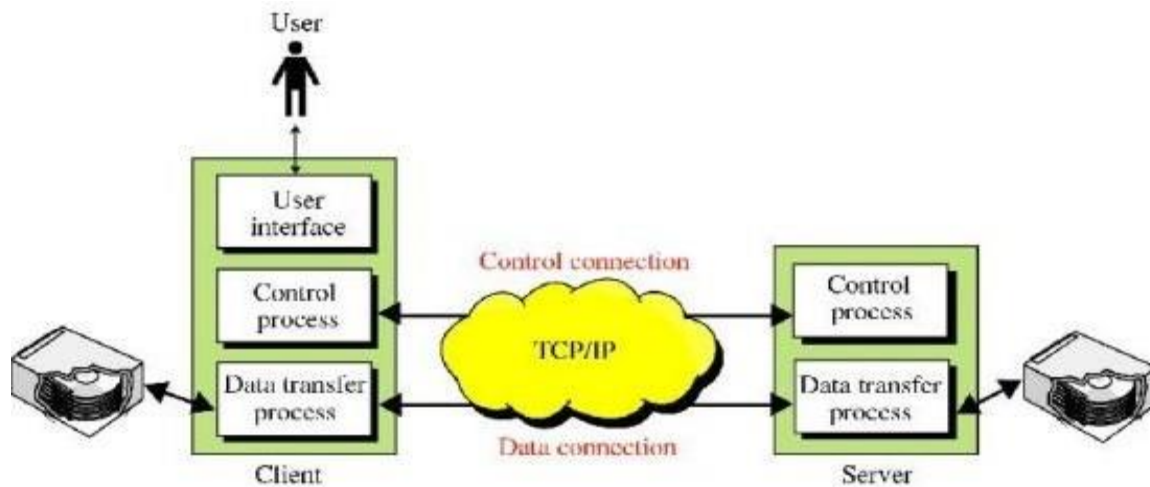 User
User
interface
Control connection
Control
process
Control
process
TCP/IP
Data transfer
process
Data transfer
process
Data connection
Client
Server